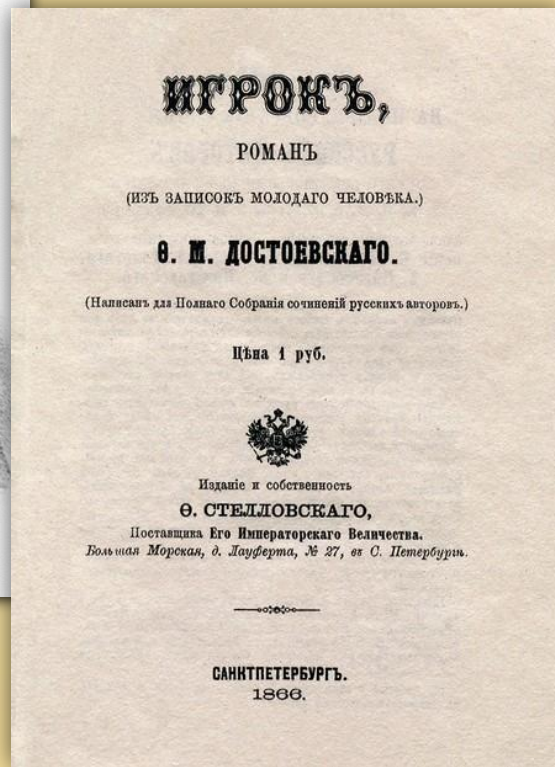 ИГРОКЪ,
РОМАНЪ
(ИЗЪ ЗАПИСОКЪ МОЛОДАГО ЧЕЛОВѢКА.)
Ѳ. М. ДОСТОЕВСКАГО.
(Написанъ для Полнаго Собранія сочиненій русскихъ авторовъ.)
Цѣна 1 руб.
Изданіе и собственность
Ѳ. СТЕЛЛОВСКАГО,
Поставщика Его Императорскаго Величества.
Большая Морская, д. Лауферта, № 27, въ С. Петербургѣ.
САНКТПЕТЕРБУРГЪ.
1866.